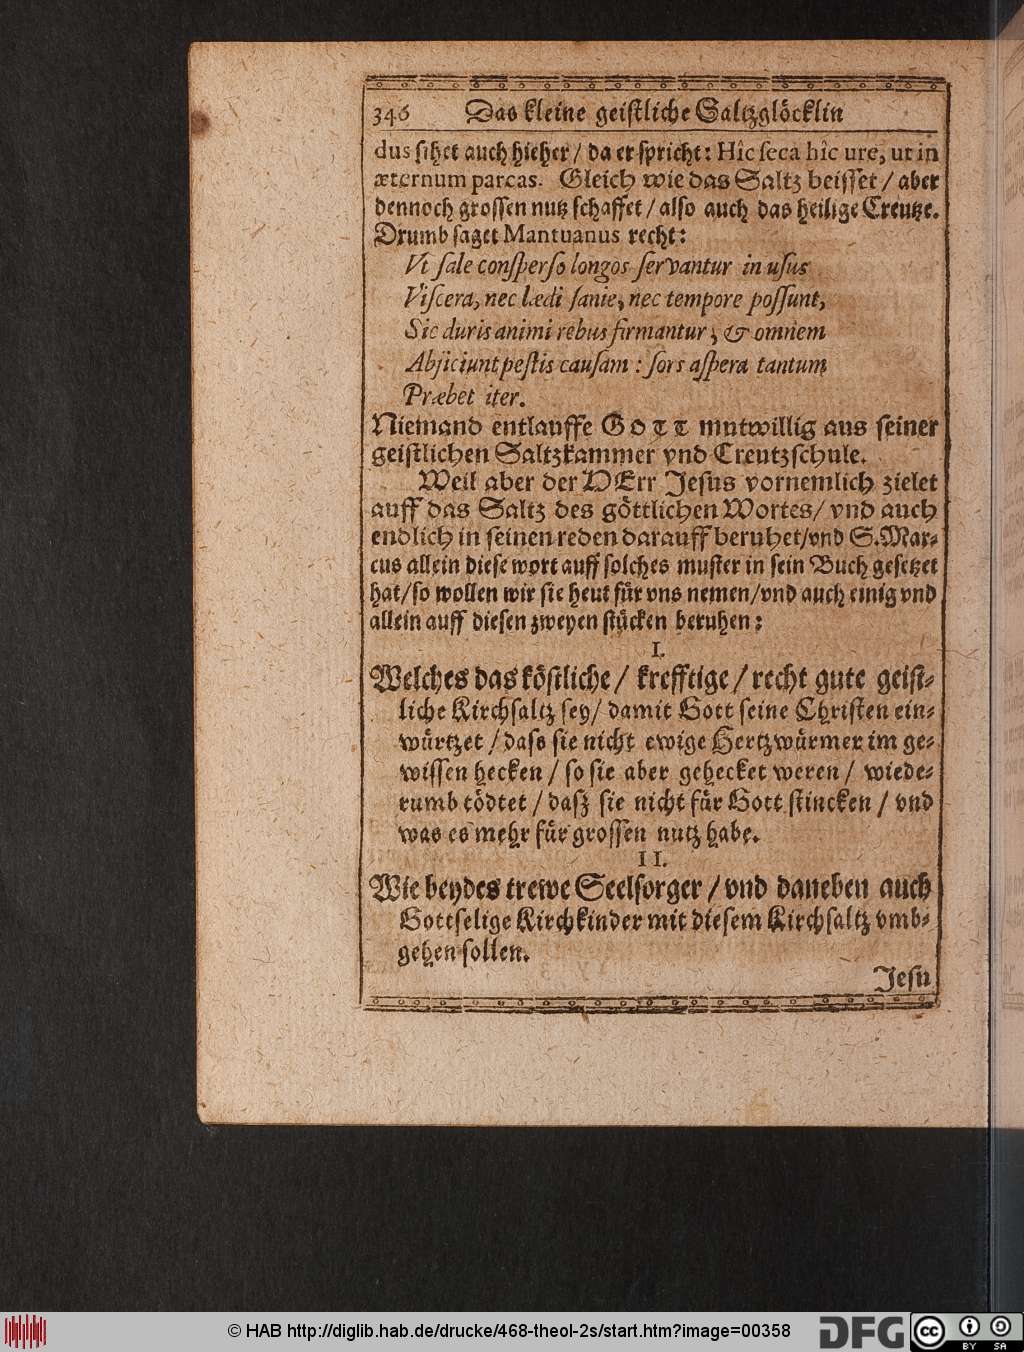 346 Das kleine geiſtliche Saltzglöcklin
dus ſihet auch hieher / da er ſpricht: Hîc ſeca hîc ure, ut in
æternum parcas. Gleich wie das Saltz beiſſet / aber
dennoch groſſen nutz ſchaffet / alſo auch das heilige Creutze.
Drumb ſaget Mantuanus recht:
Vt ſale conſperſo longos ſervantur in uſus
Viſcera, nec lædi ſanie, nec tempore poſſunt,
Sic duris animi rebus firmantur, & omnem
Abjiciunt peſtis cauſam : ſors aſpera tantum
Præbet iter.
Niemand entlauffe GOTT mutwillig aus ſeiner
geiſtlichen Saltzkammer vnd Creutzſchule.
Weil aber der HErr Jeſus vornemlich zielet
auff das Saltz des göttlichen Wortes / vnd auch
endlich in ſeinen reden darauff beruhet/vnd S. Mar-
cus allein dieſe wort auff ſolches muſter in ſein Buch geſetzet
hat/ſo wollen wir ſie heut für vns nemen/vnd auch einig vnd
allein auff dieſen zweyen ſtücken beruhen:
I.
Welches das köſtliche / krefftige / recht gute geiſt-
liche Kirchſaltz ſey/ damit Gott ſeine Chriſten ein-
würtzet / daſs ſie nicht ewige Hertzwürmer im ge-
wiſſen hecken / ſo ſie aber gehecket weren / wiede-
rumb tödtet / daſz ſie nicht für Gott ſtincken / vnd
was es mehr für groſſen nutz habe.
II.
Wie beydes trewe Seelſorger / vnd daneben auch
Gottſelige Kirchkinder mit dieſem Kirchſaltz vmb-
gehen ſollen.
Jeſu
© HAB http://diglib.hab.de/drucke/468-theol-2s/start.htm?image=00358 DFG cc BY SA